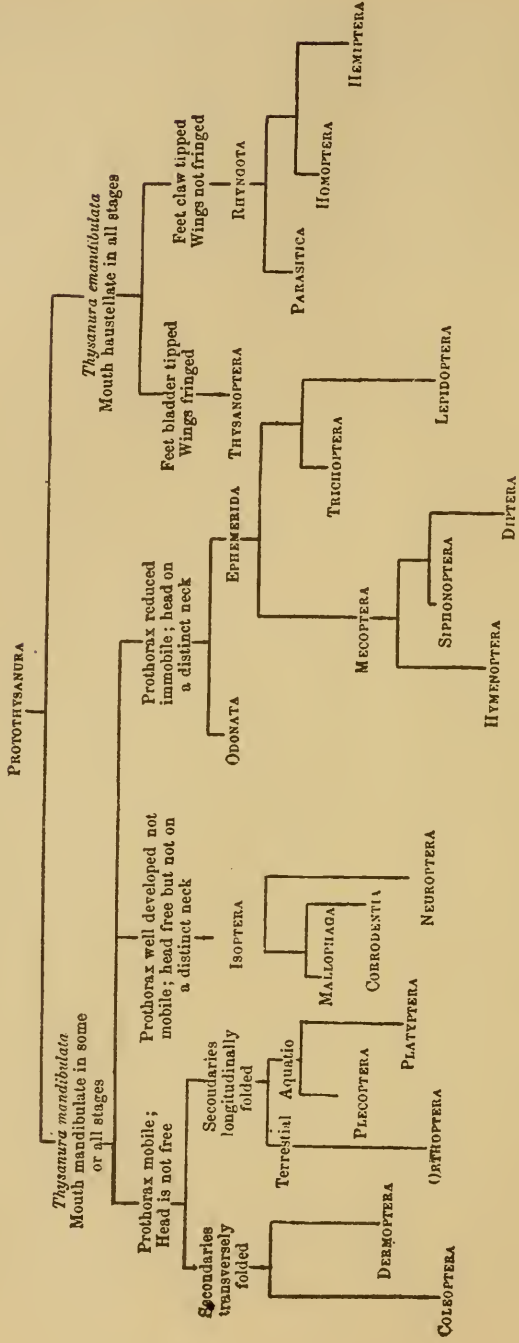 PROTOTHYSANURA
Thysanura mandibulata
Mouth mandibulate in some
or all stages
Thysanura emandibulata
Mouth haustellate in all stages
Prothorax mobile;
Head is not free
Prothorax well developed not
mobile; head free but not on
a distinct neck
Prothorax reduced
immobile; head on
a distinct neck
Feet bladder tipped
Wings fringed
Feet claw tipped
Wings not fringed
Secondaries
transversely
folded
Secoudaries
longitudinally
folded
ISOPTERA
ODONATA
EPHEMERIDA
THYSANOPTERA
RHYNGOTA
Terrestial
Aquatio
COLEOPTERA
DERMOPTERA
ORTHOPTERA
PLECOPTERA
PLATYPTERA
MALLOPHAGA
CORRODENTIA
NEUROPTERA
MECOPTERA
TRICHOPTERA
LEPIDOPTERA
HYMENOPTERA
SIPHONOPTERA
DIPTERA
PARASITICA
HOMOPTERA
HEMIPTERA